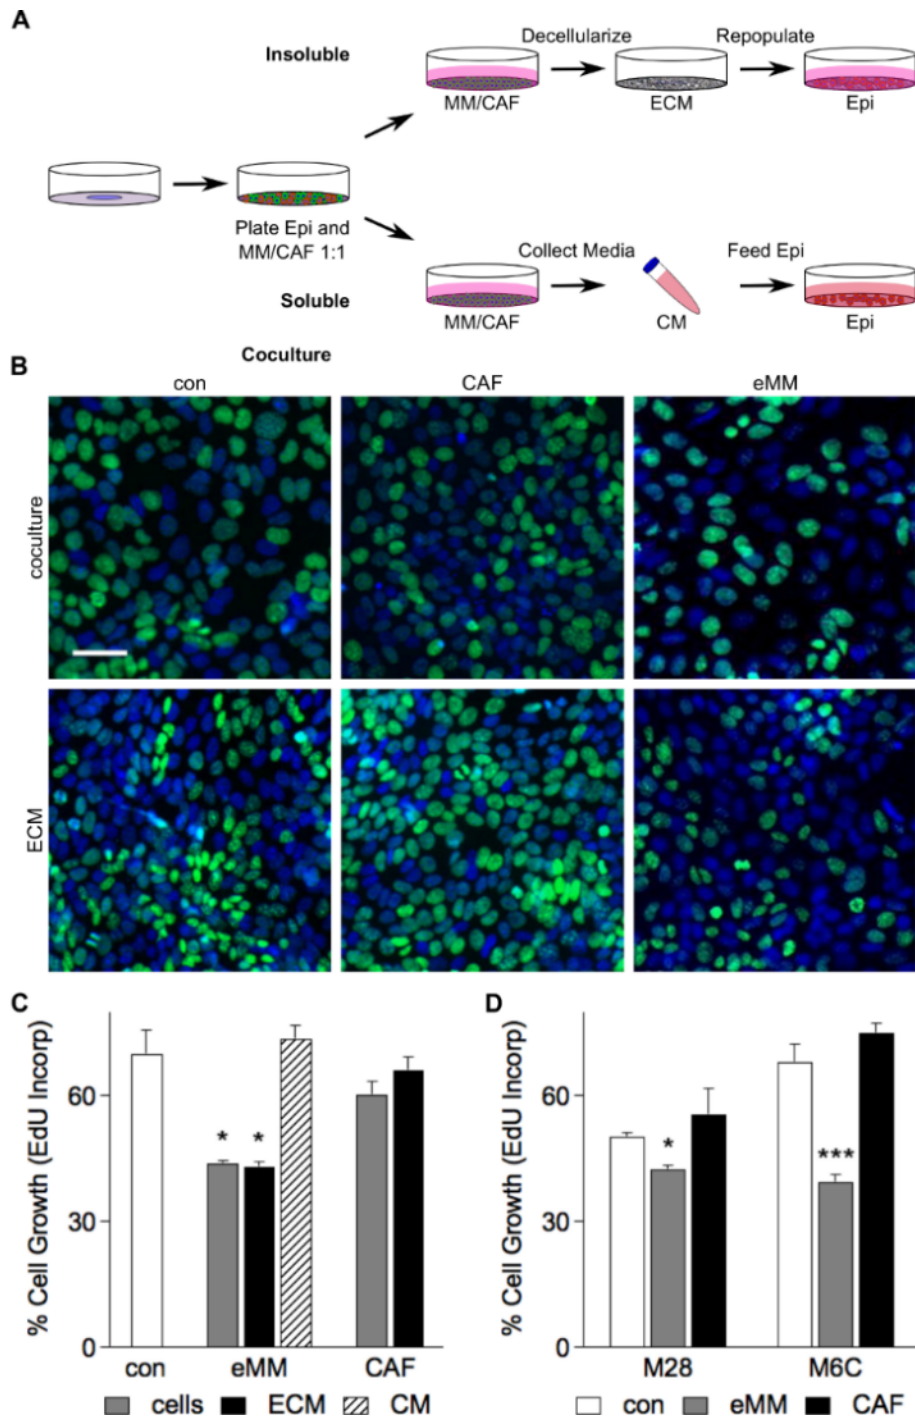 A
Insoluble
Decellularize
Repopulate
MM/CAF
ECM
Epi
Plate Epi and
MM/CAF 1:1
Collect Media
Feed Epi
Soluble
MM/CAF
CM
Epi
Coculture
B
con
CAF
eMM
coculture
ECM
C
% Cell Growth (EdU Incorp)
60
30
0
*
*
con
eMM
CAF
cells
ECM
CM
D
% Cell Growth (EdU Incorp)
60
30
0
*
***
M28
M6C
con
eMM
CAF